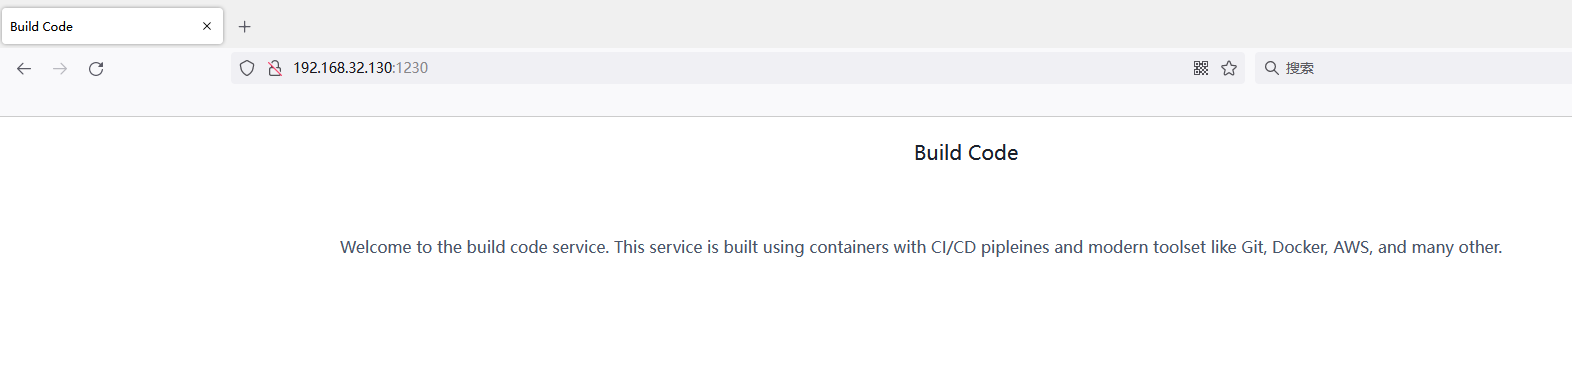 Build Code
192.168.32.130:1230
搜索
Build Code
Welcome to the build code service. This service is built using containers with CI/CD pipleines and modern toolset like Git, Docker, AWS, and many other.